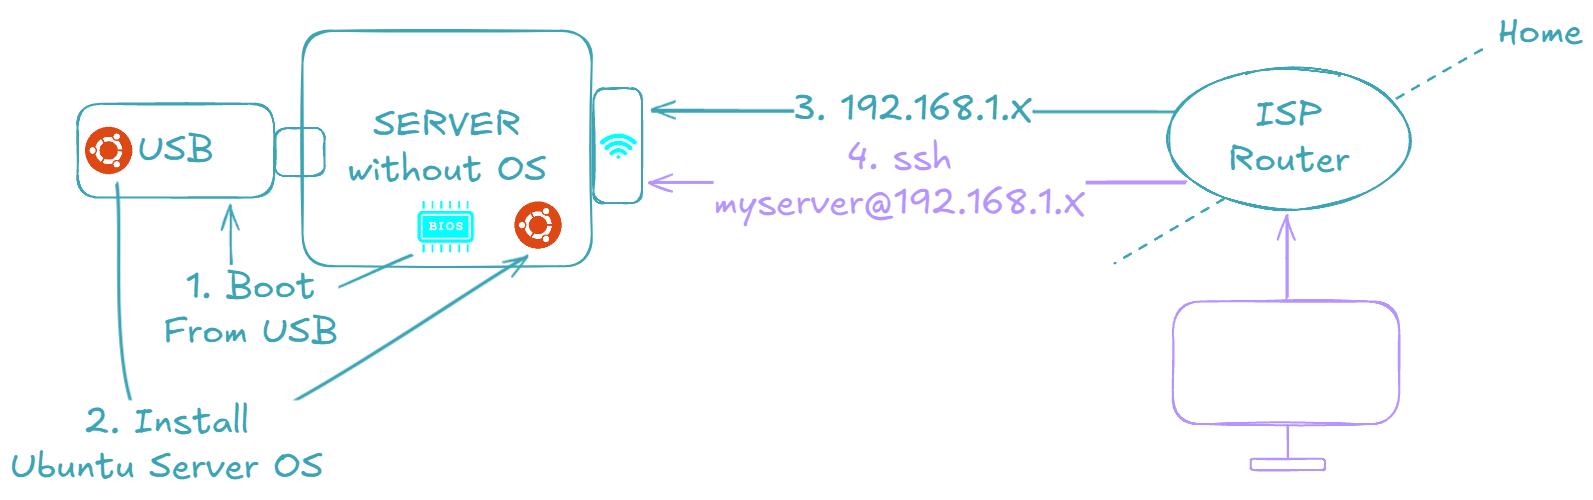 Home
USB
SERVER
without OS
BIOS
3. 192.168.1.X
4. ssh
myserver@192.168.1.X
ISP
Router
1. Boot
From USB
2. Install
Ubuntu Server OS